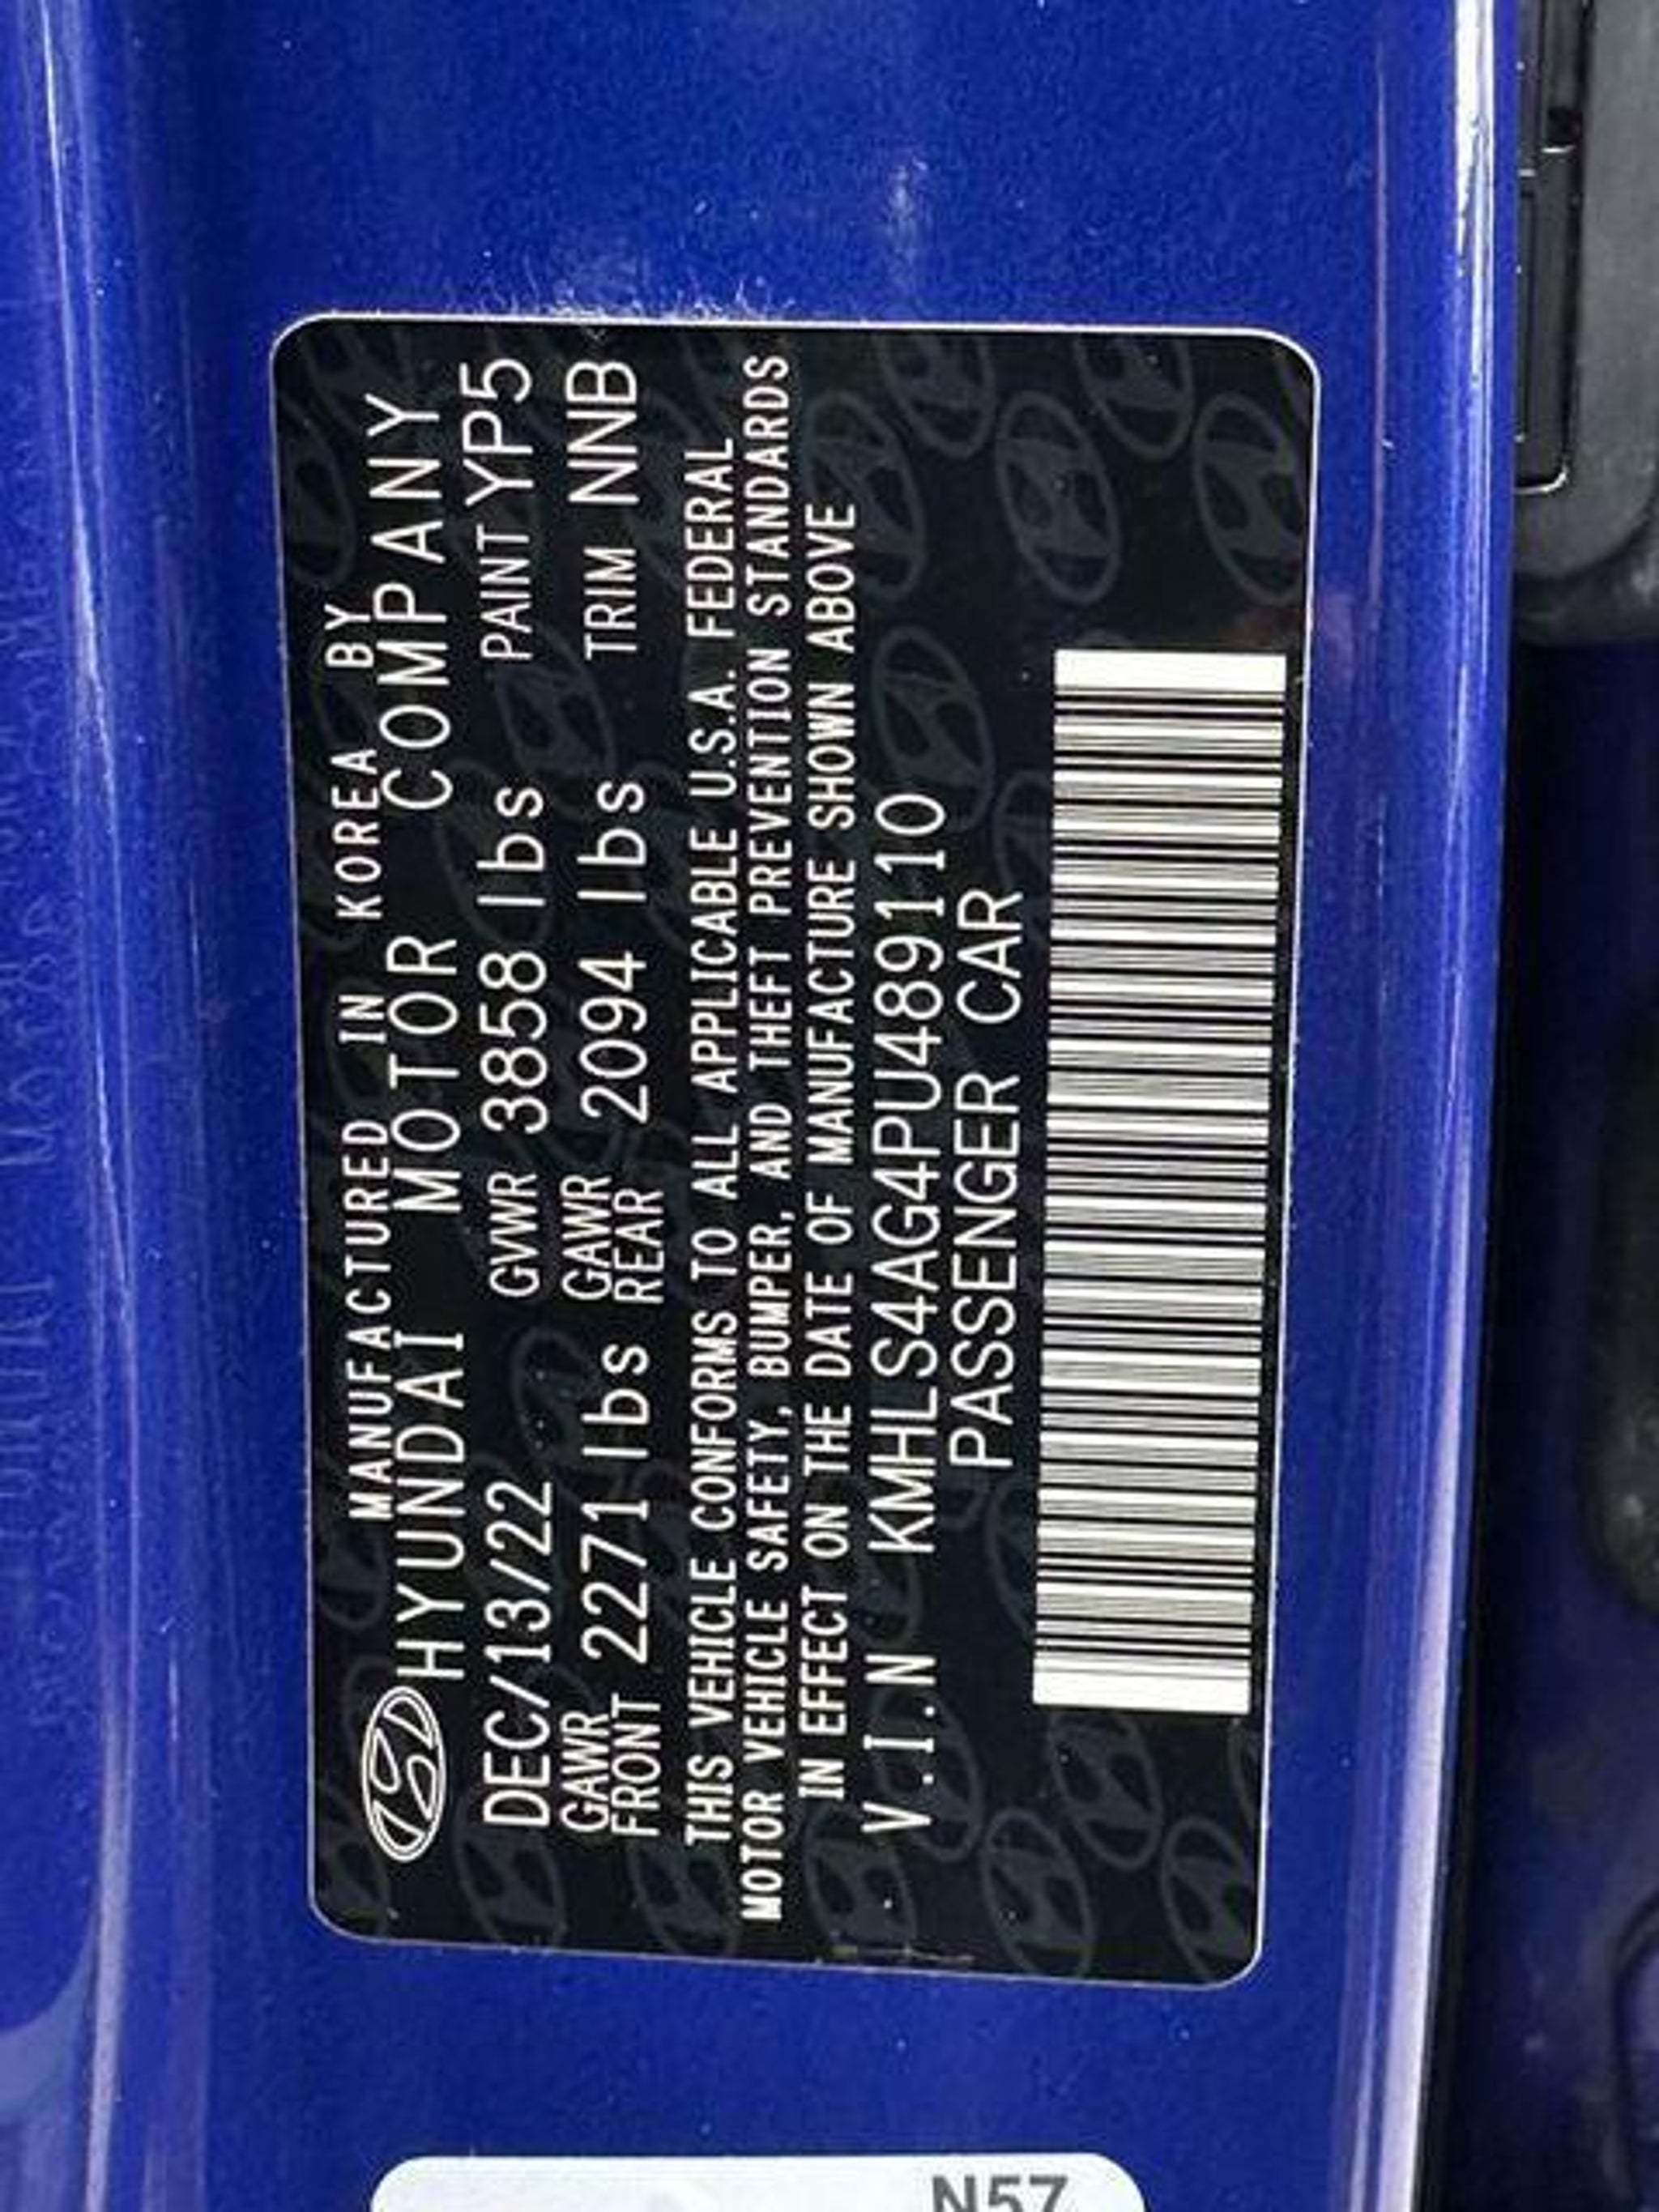 MANUFACTURED IN KOREA BY
HYUNDAI MOTOR COMPANY
DEC/13/22 GVWR 3858 lbs PAINT YP5
GAWR FRONT 2271 lbs GAWR REAR 2094 lbs TRIM NNB
THIS VEHICLE CONFORMS TO ALL APPLICABLE U.S.A. FEDERAL
MOTOR VEHICLE SAFETY, BUMPER, AND THEFT PREVENTION STANDARDS
IN EFFECT ON THE DATE OF MANUFACTURE SHOWN ABOVE
V.I.N KMHLS4AG4PU489110
PASSENGER CAR
N57